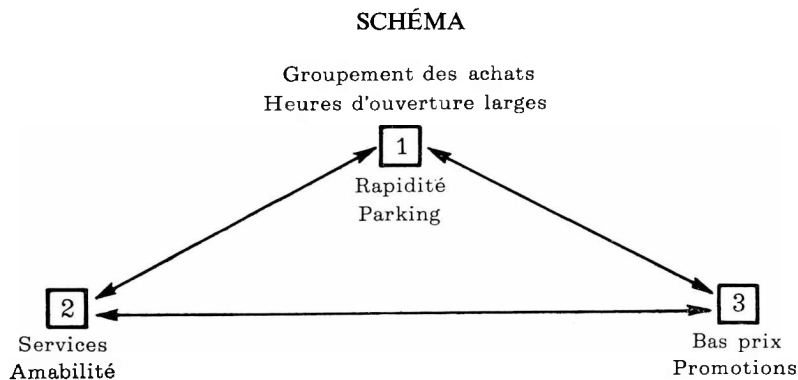 SCHÉMA
Groupement des achats
Heures d'ouverture larges
1
Rapidité
Parking
2
3
Services
Amabilité
Bas prix
Promotions